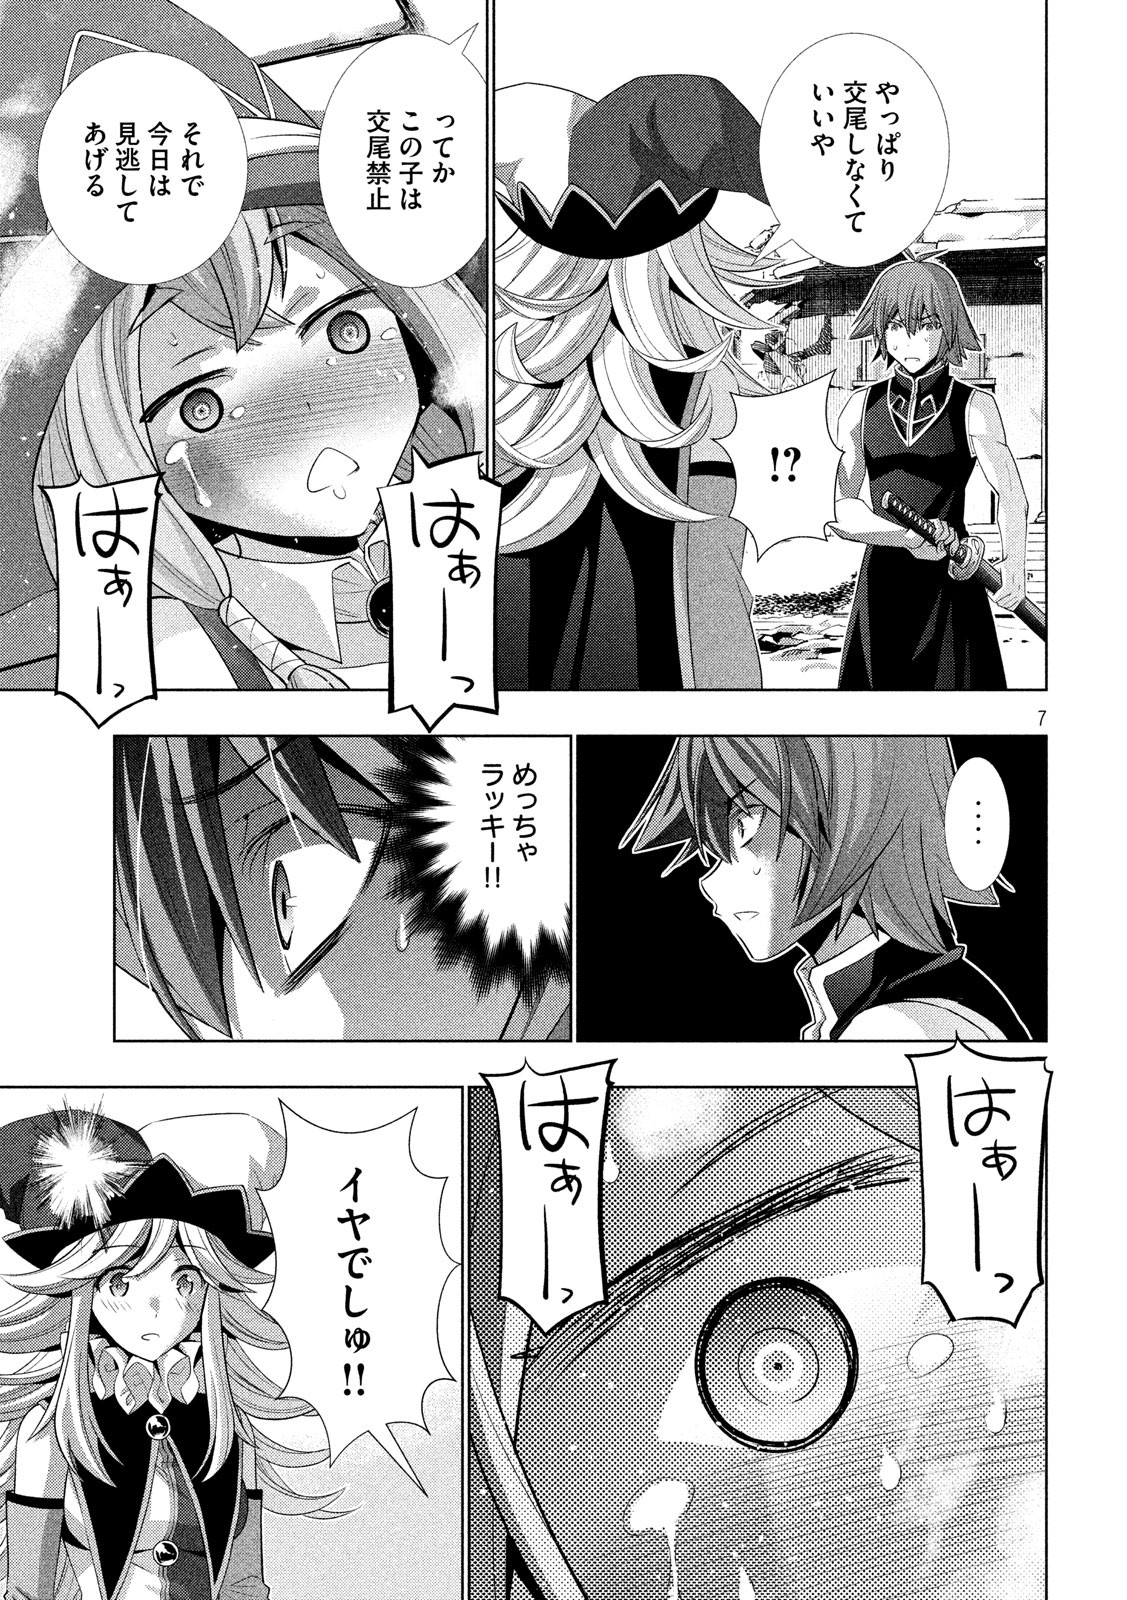 やっぱり
交尾しなくて
いいや
!?
ってか
この子は
交尾禁止
それで
今日は
見逃して
あげる
はぁーっ
はぁーっ
7
‥‥
めっちゃ
ラッキー!!
はぁーっ
はぁーっ
イヤでしゅ!!